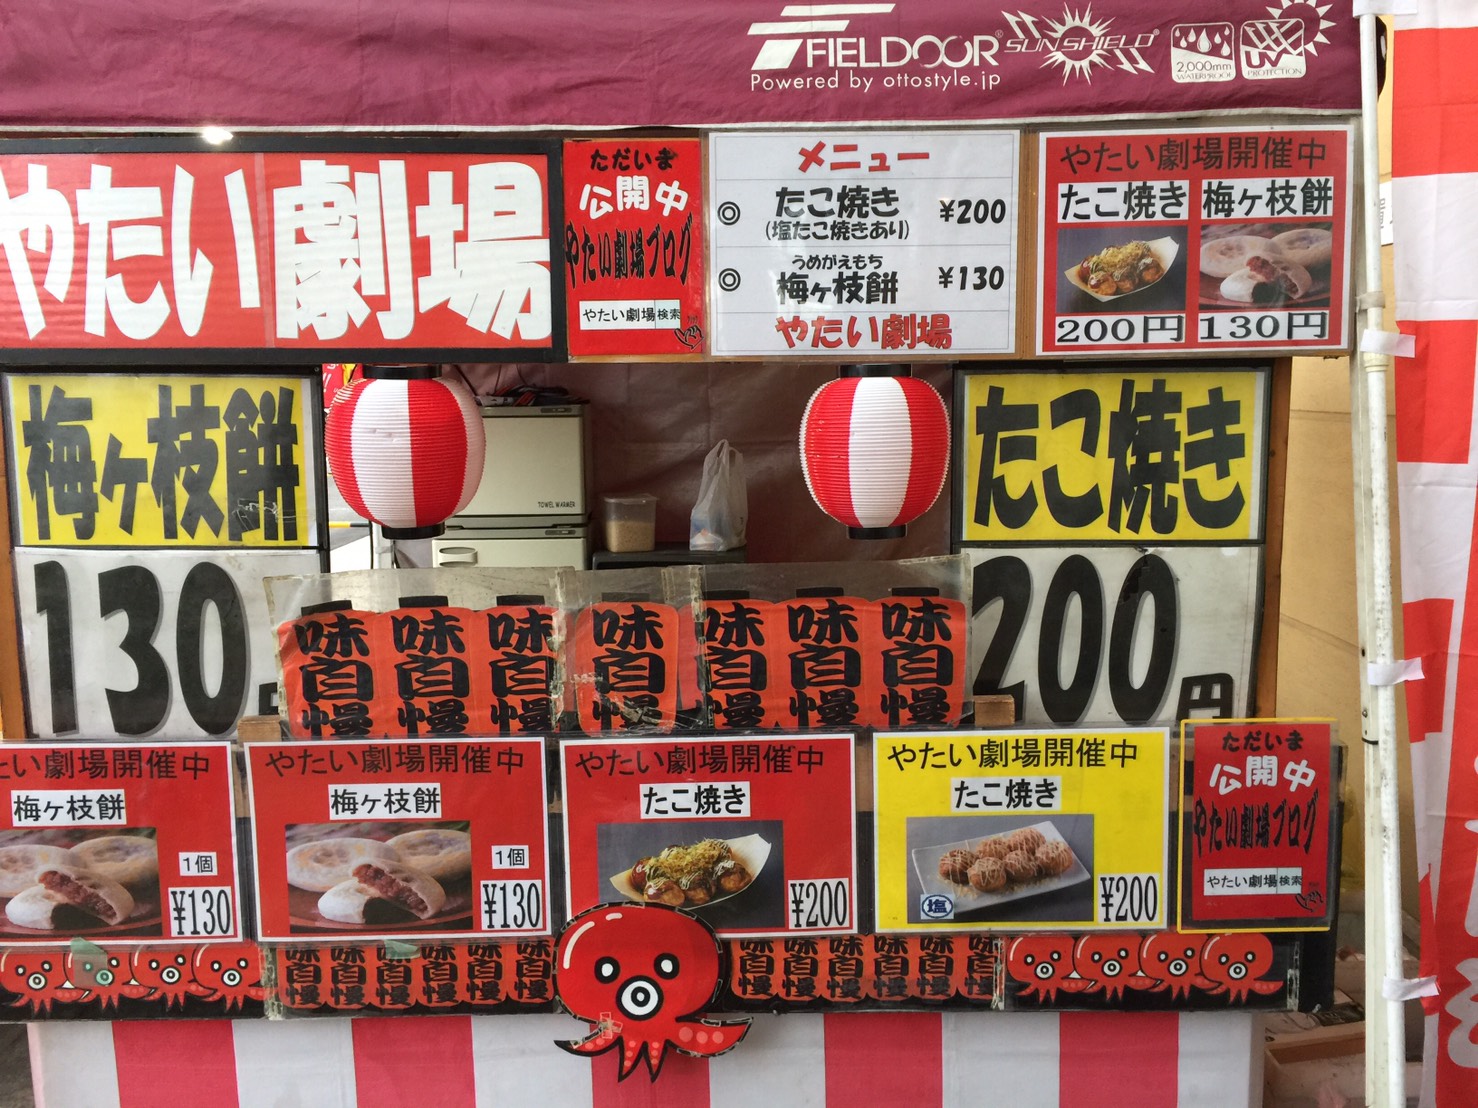 FIELDOOR®
Powered by ottostyle.jp
SUN SHIELD®
2,000mm
WATERPROOF
UV
PROTECTION
やたい劇場
ただいま
公開中
やたい劇場ブログ
やたい劇場 検索
メニュー
◎ たこ焼き ¥200
(塩たこ焼きあり)
うめがえもち
◎ 梅ヶ枝餅 ¥130
やたい劇場
やたい劇場開催中
たこ焼き 梅ヶ枝餅
200円 130円
梅ヶ枝餅
130円
TOWEL WARMER
たこ焼き
200円
味自慢 味自慢 味自慢 味自慢 味自慢 味自慢 味自慢
たい劇場開催中
梅ヶ枝餅
1個
¥130
やたい劇場開催中
梅ヶ枝餅
1個
¥130
やたい劇場開催中
たこ焼き
¥200
やたい劇場開催中
たこ焼き
塩
¥200
ただいま
公開中
やたい劇場ブログ
やたい劇場 検索
味自慢 味自慢 味自慢 味自慢 味自慢 味自慢
味自慢 味自慢 味自慢 味自慢 味自慢 味自慢